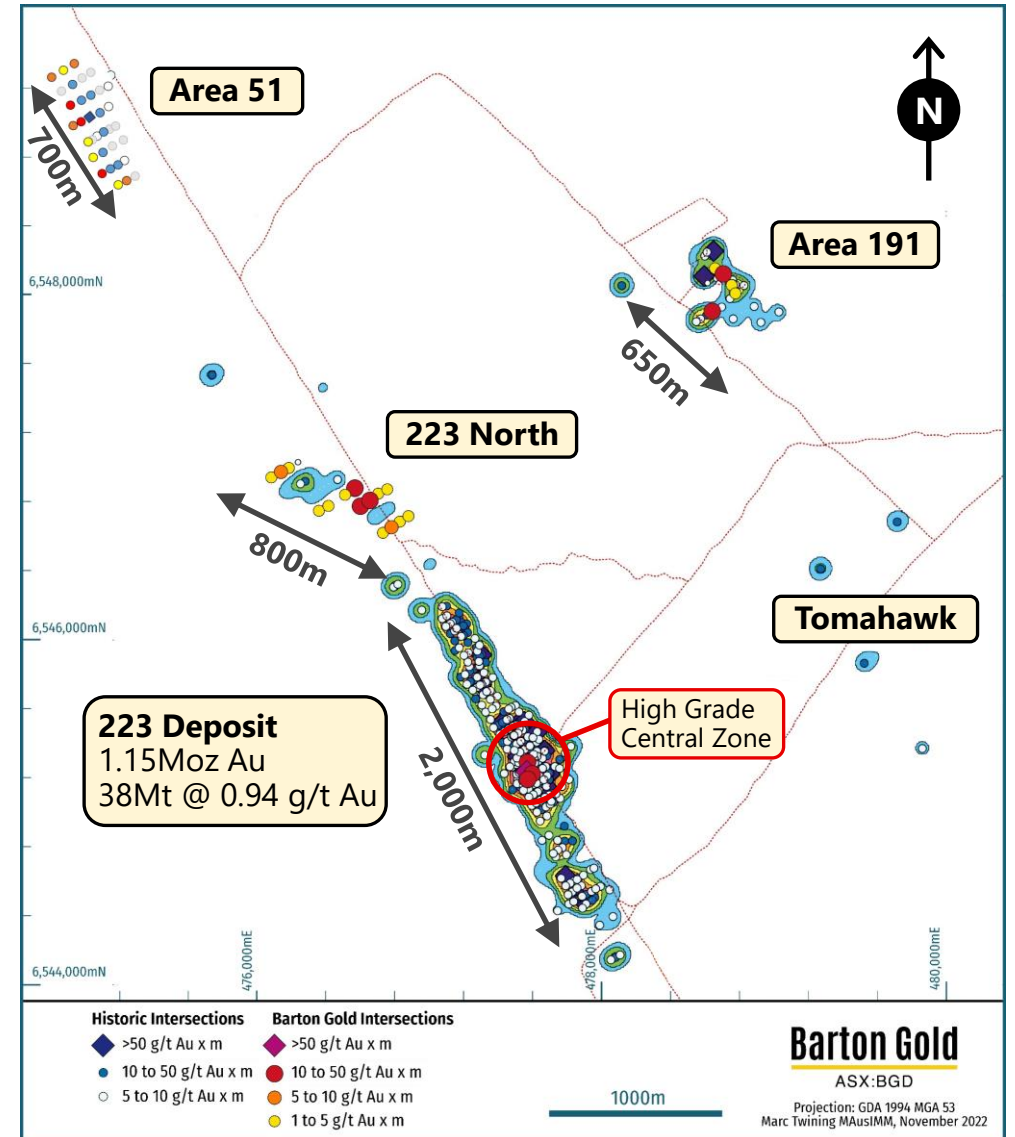 Area 51
N
700m
Area 191
6,548,000mN
650m
223 North
800m
Tomahawk
6,546,000mN
High Grade
Central Zone
223 Deposit
1.15Moz Au
38Mt @ 0.94 g/t Au
2,000m
476,000mE
478,000mE
480,000mE
6,544,000mN
Historic Intersections
>50 g/t Au x m
10 to 50 g/t Au x m
5 to 10 g/t Au x m
Barton Gold Intersections
>50 g/t Au x m
10 to 50 g/t Au x m
5 to 10 g/t Au x m
1 to 5 g/t Au x m
1000m
Barton Gold
ASX:BGD
Projection: GDA 1994 MGA 53
Marc Twining MAusIMM, November 2022